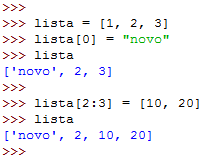 >>>
>>> lista = [1, 2, 3]
>>> lista[0] = "novo"
>>> lista
['novo', 2, 3]
>>>
>>> lista[2:3] = [10, 20]
>>> lista
['novo', 2, 10, 20]
>>>